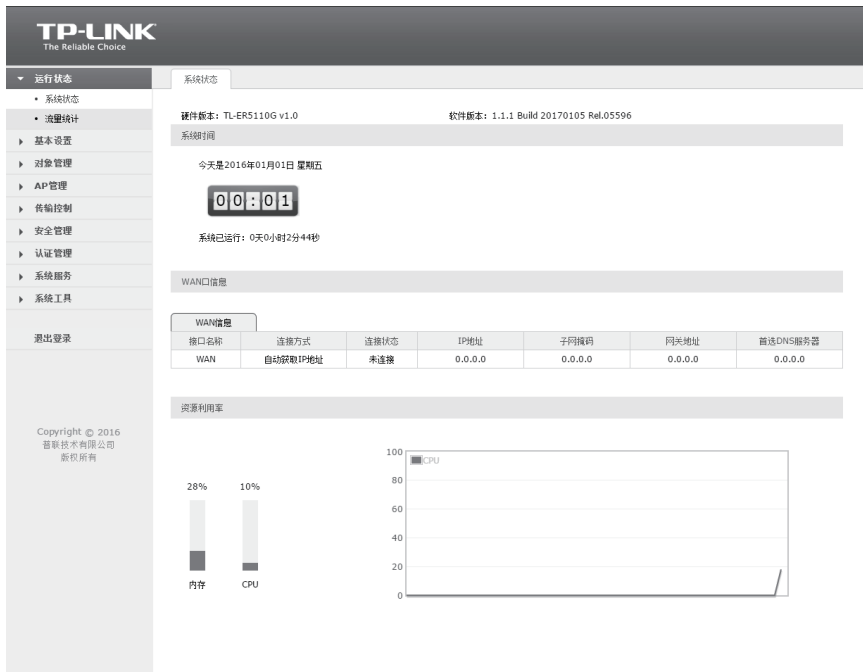 TP-LINK
The Reliable Choice
运行状态
系统状态
流量统计
基本设置
对象管理
AP管理
传输控制
安全管理
认证管理
系统服务
系统工具
退出登录
Copyright © 2016
普联技术有限公司
版权所有
系统状态
硬件版本：TL-ER5110G v1.0 软件版本：1.1.1 Build 20170105 Rel.05596
系统时间
今天是2016年01月01日 星期五
00:01
系统已运行：0天0小时2分44秒
WAN口信息
WAN信息
接口名称 连接方式 连接状态 IP地址 子网掩码 网关地址 首选DNS服务器
WAN 自动获取IP地址 未连接 0.0.0.0 0.0.0.0 0.0.0.0 0.0.0.0
资源利用率
28% 10%
内存 CPU
CPU
100
80
60
40
20
0